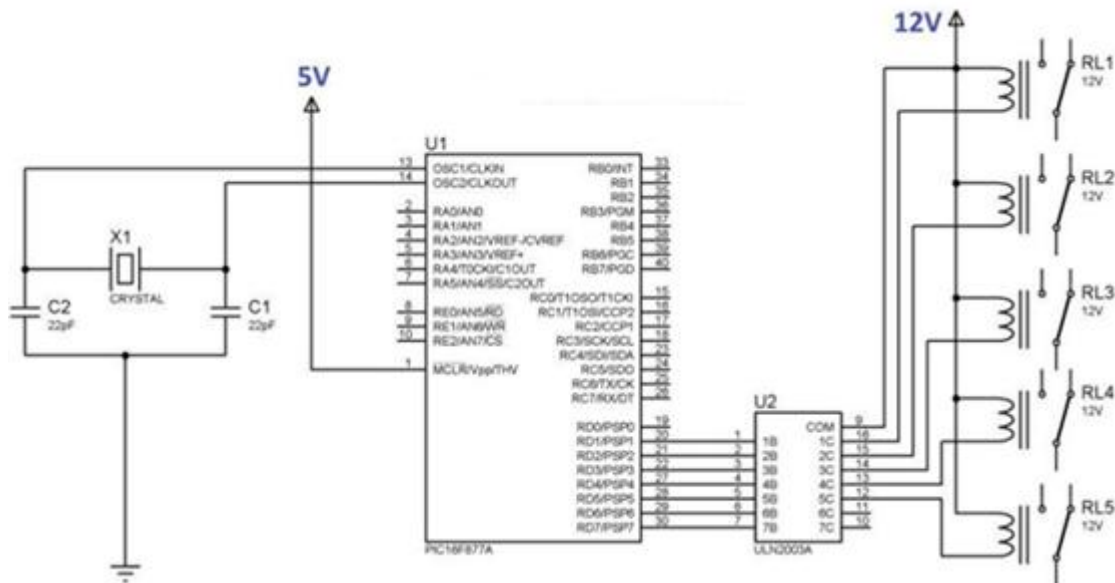 12V
5V
RL1
12V
U1
13 OSC1/CLKIN RB0/INT 33
14 OSC2/CLKOUT RB1 34
RB2 35
2 RA0/AN0 RB3/PGM 36
3 RA1/AN1 RB4 37
4 RA2/AN2/VREF-/CVREF RB5 38
5 RA3/AN3/VREF+ RB6/PGC 39
6 RA4/T0CKI/C1OUT RB7/PGD 40
7 RA5/AN4/SS/C2OUT
RC0/T1OSO/T1CKI 15
8 RE0/AN5/RD RC1/T1OSI/CCP2 16
9 RE1/AN6/WR RC2/CCP1 17
10 RE2/AN7/CS RC3/SCK/SCL 18
RC4/SDI/SDA 23
1 MCLR/Vpp/THV RC5/SDO 24
RC6/TX/CK 25
RC7/RX/DT 26
RD0/PSP0 19
RD1/PSP1 20
RD2/PSP2 21
RD3/PSP3 22
RD4/PSP4 27
RD5/PSP5 28
RD6/PSP6 29
RD7/PSP7 30
PIC16F877A
X1
CRYSTAL
C2
22pF
C1
22pF
RL2
12V
RL3
12V
RL4
12V
U2
COM 9
1 1B 1C 16
2 2B 2C 15
3 3B 3C 14
4 4B 4C 13
5 5B 5C 12
6 6B 6C 11
7 7B 7C 10
ULN2003A
RL5
12V